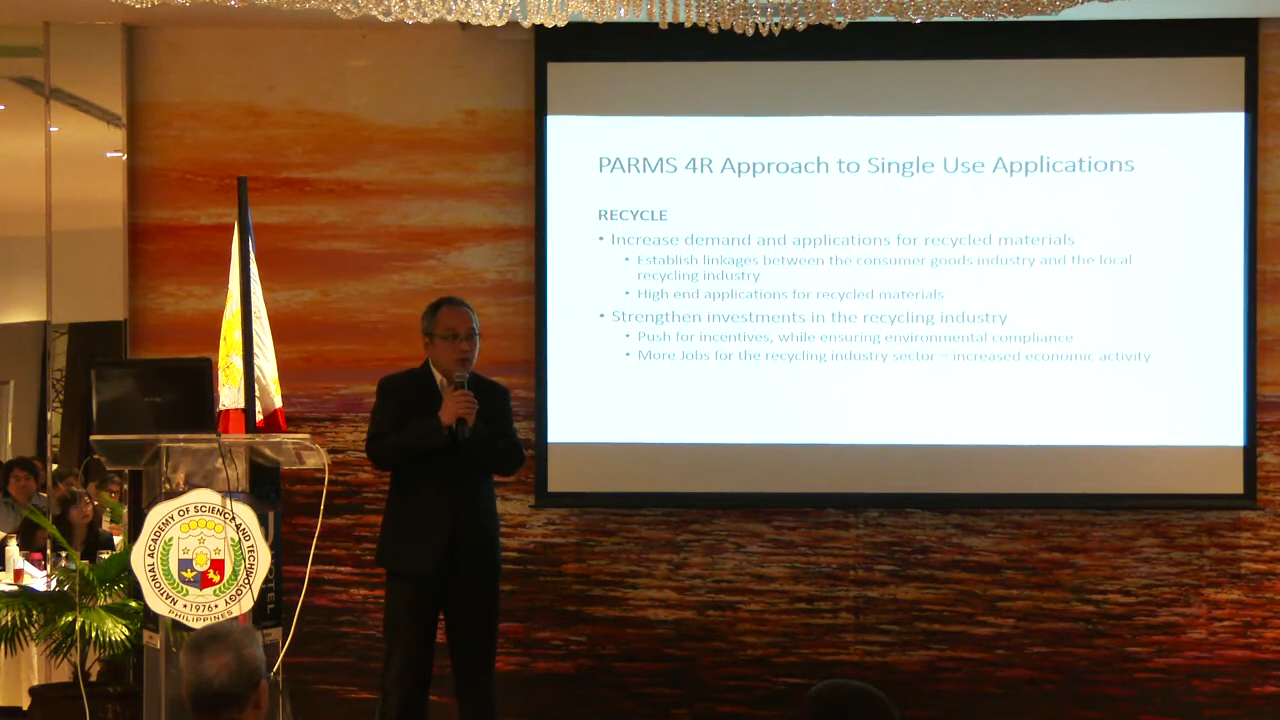 PARMS 4R Approach to Single Use Applications
RECYCLE
• Increase demand and applications for recycled materials
• Establish linkages between the consumer goods industry and the local
recycling industry
• High end applications for recycled materials
• Strengthen investments in the recycling industry
• Push for incentives, while ensuring environmental compliance
• More Jobs for the recycling industry sector – increased economic activity
NATIONAL ACADEMY OF SCIENCE AND TECHNOLOGY
★1976★
PHILIPPINES